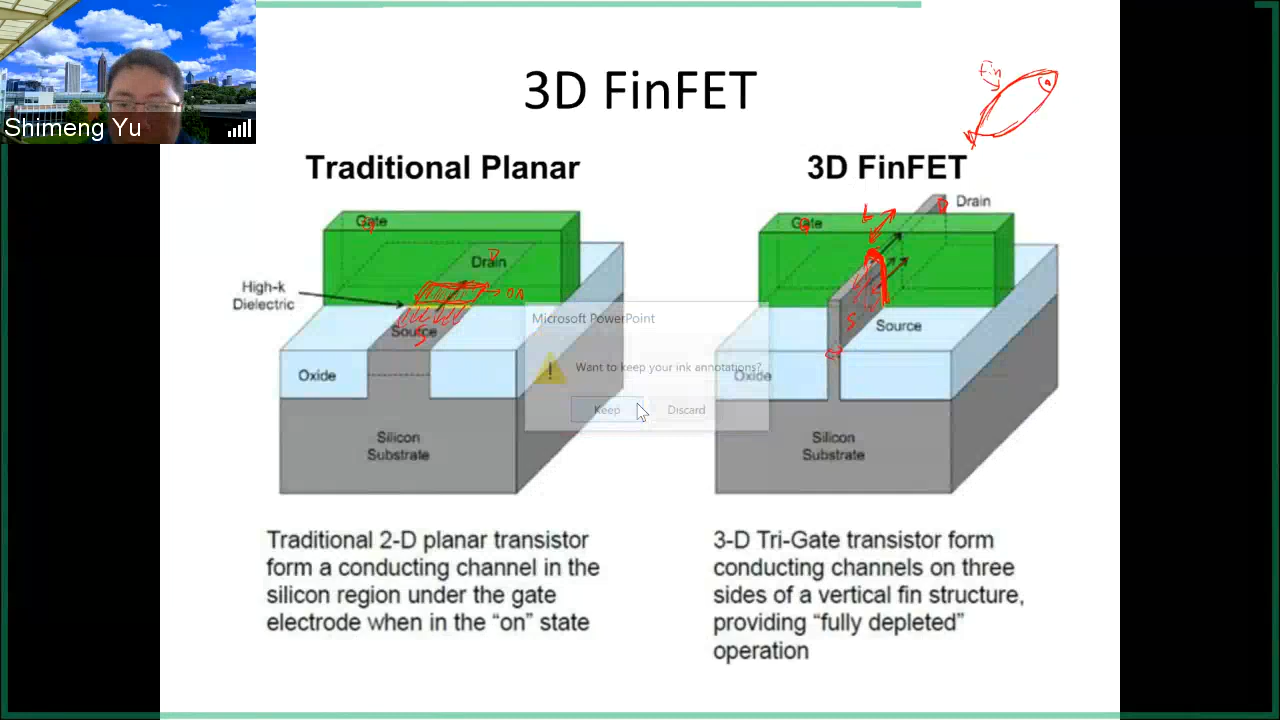 Shimeng Yu
3D FinFET
fin
Traditional Planar
3D FinFET
Gate
G
Drain
D
High-k
Dielectric
ON
Source
S
Oxide
Silicon
Substrate
Drain
D
L
Gate
G
Source
S
Oxide
Silicon
Substrate
Microsoft PowerPoint
Want to keep your ink annotations?
Keep
Discard
Traditional 2-D planar transistor
form a conducting channel in the
silicon region under the gate
electrode when in the “on” state
3-D Tri-Gate transistor form
conducting channels on three
sides of a vertical fin structure,
providing “fully depleted”
operation